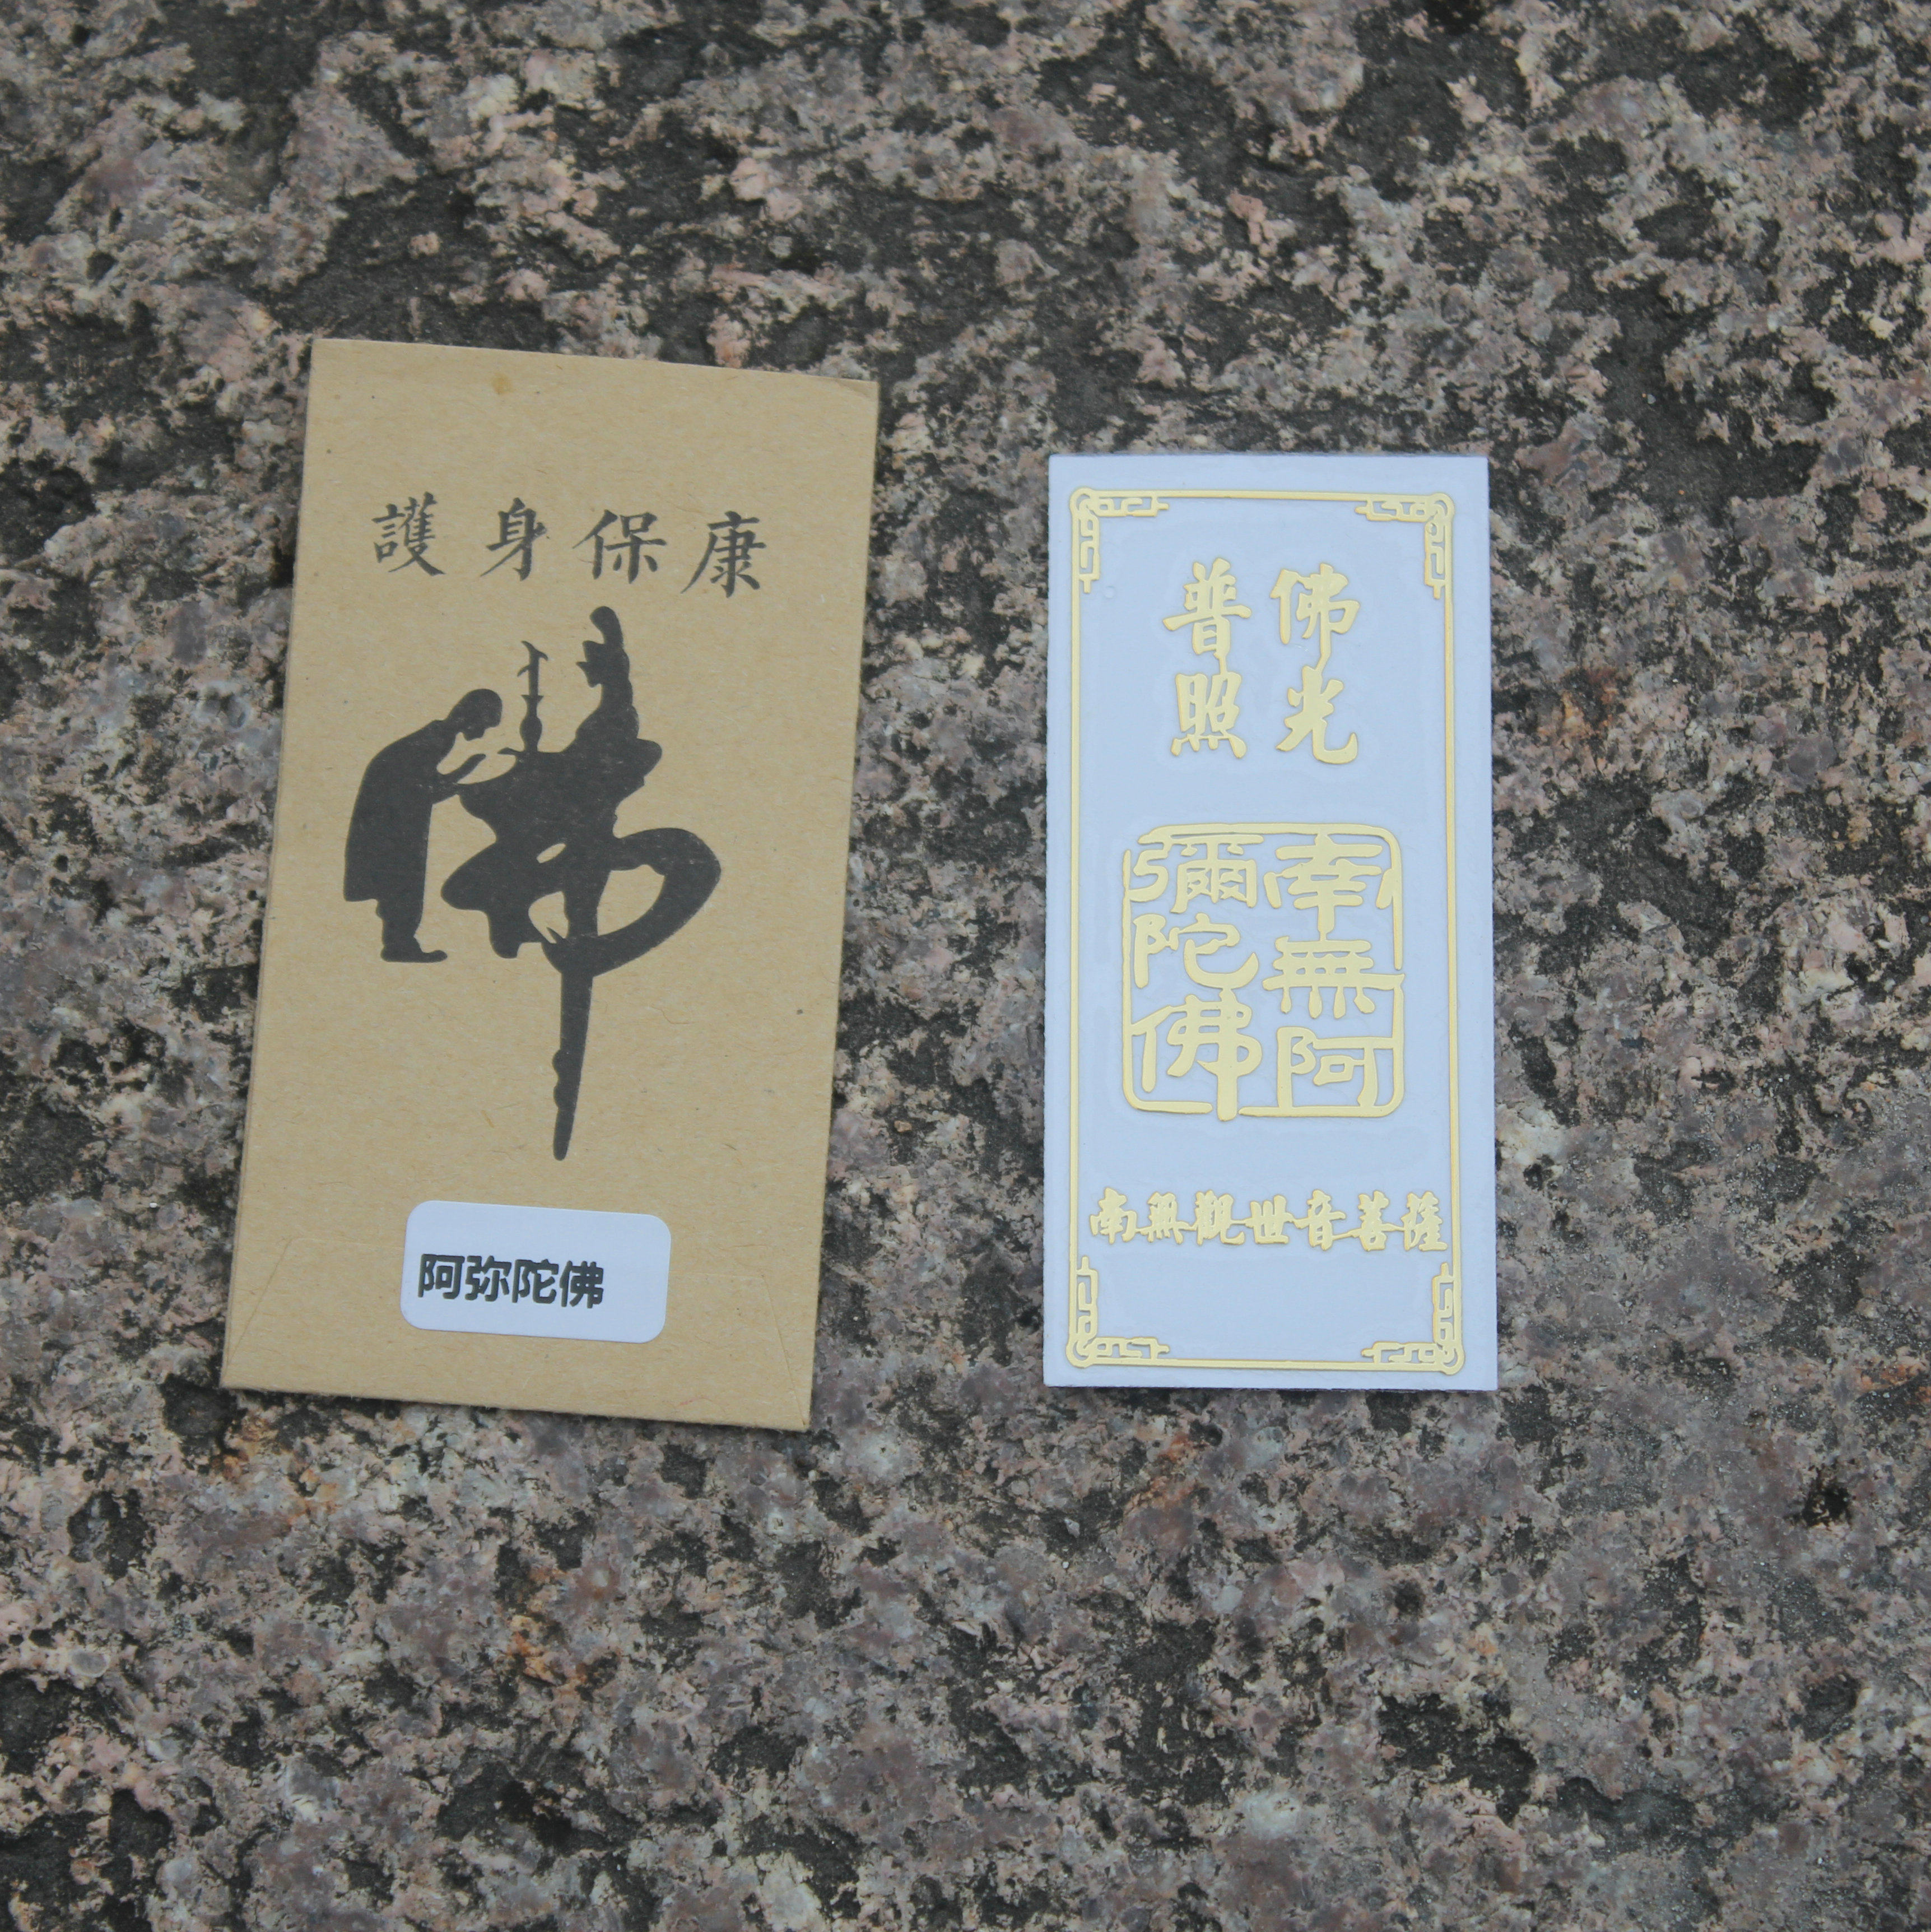 護身保康
佛
阿弥陀佛
佛光
普照
南無阿
彌陀佛
南無觀世音菩薩